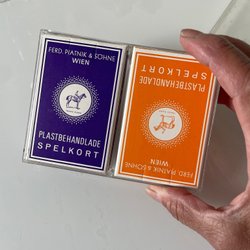 FERD. PIATNIK & SÖHNE
WIEN
PLASTBEHANDLADE
SPELKORT
FERD. PIATNIK & SÖHNE
WIEN
PLASTBEHANDLADE
SPELKORT